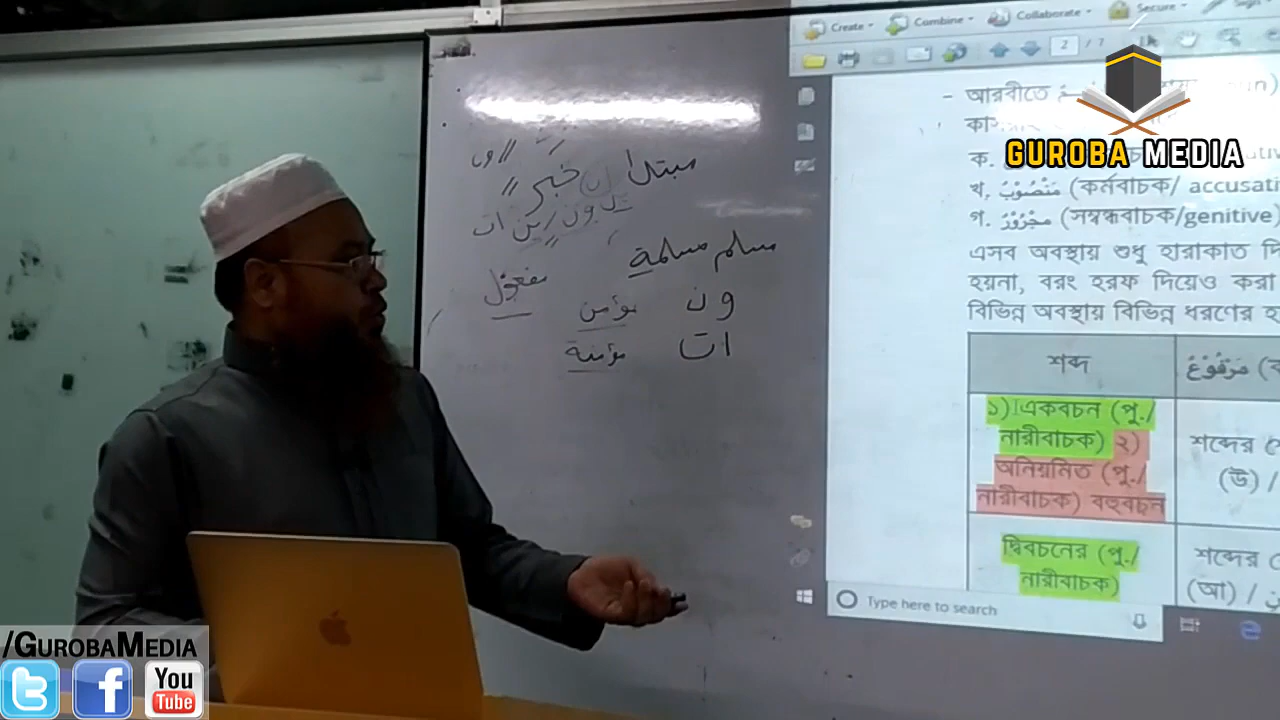 Create Combine Collaborate Secure Sign
2 / 7
GUROBA MEDIA
- আরবীতে
ক.
খ. مَنْصُوْبٌ (কর্মবাচক/ accusati
গ. مَجْرُوْرٌ (সম্বন্ধবাচক/genitive)
এসব অবস্থায় শুধু হারাকাত দি
হয়না, বরং হরফ দিয়েও করা
বিভিন্ন অবস্থায় বিভিন্ন ধরণের হ
শব্দ مَرْفُوْعٌ (ক
১) একবচন (পু./
নারীবাচক) ২)
অনিয়মিত (পু./
নারীবাচক) বহুবচন
শব্দের শে
(উ) /
দ্বিবচনের (পু./
নারীবাচক)
শব্দের
(আ) /
Type here to search
مبتدا خبر
ون ين ات
مسلم مسلمة
مفعول
ون مؤمن
ات مؤمنة
/GUROBAMEDIA
You
Tube